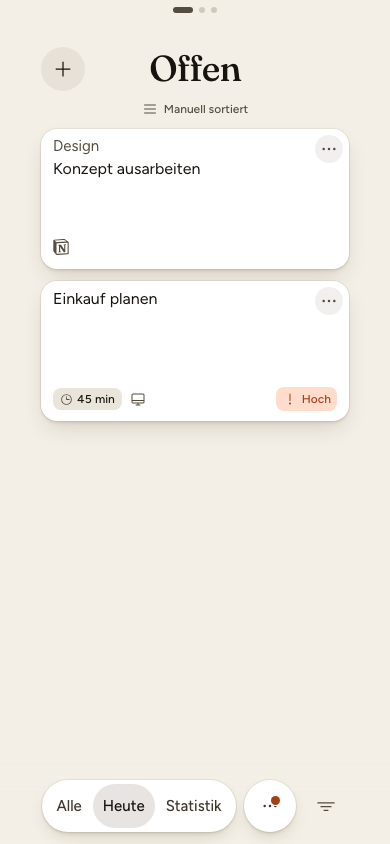 Offen
Manuell sortiert
Design
Konzept ausarbeiten
N
Einkauf planen
45 min
! Hoch
Alle Heute Statistik